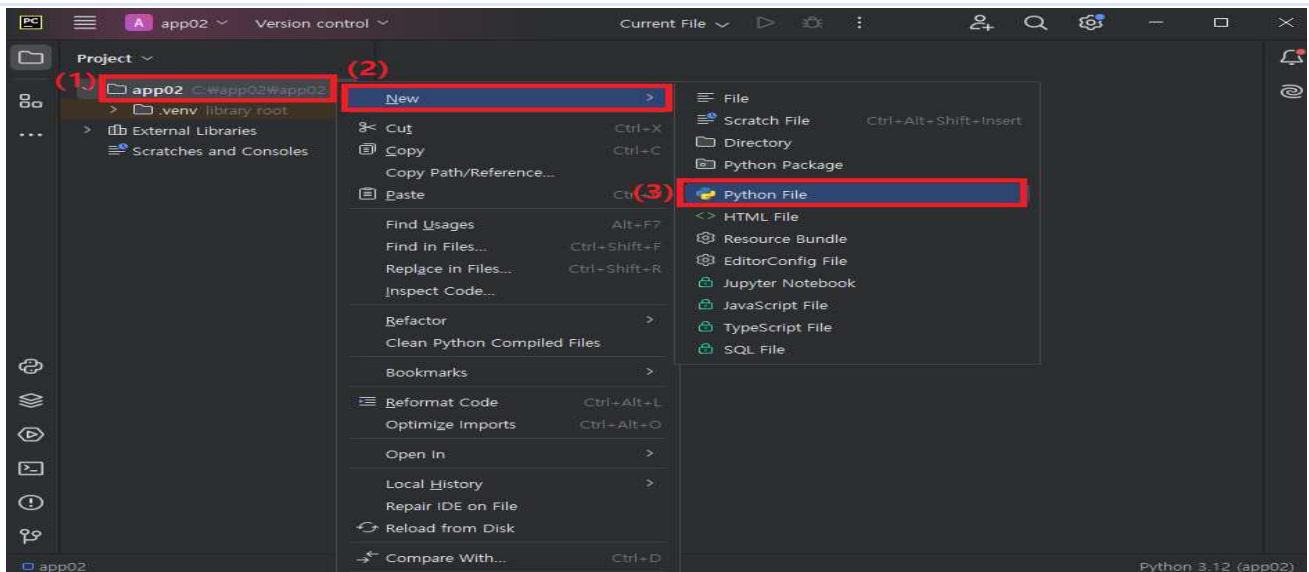 PC
A app02 Version control Current File
Project
(1) app02 C:₩app02₩app02
.venv library root
External Libraries
Scratches and Consoles
(2)
New
Cut Ctrl+X
Copy Ctrl+C
Copy Path/Reference...
Paste
Find Usages Alt+F7
Find in Files... Ctrl+Shift+F
Replace in Files... Ctrl+Shift+R
Inspect Code...
Refactor
Clean Python Compiled Files
Bookmarks
Reformat Code Ctrl+Alt+L
Optimize Imports Ctrl+Alt+O
Open In
Local History
Repair IDE on File
Reload from Disk
Compare With... Ctrl+D
File
Scratch File Ctrl+Alt+Shift+Insert
Directory
Python Package
(3) Python File
HTML File
Resource Bundle
EditorConfig File
Jupyter Notebook
JavaScript File
TypeScript File
SQL File
app02 Python 3.12 (app02)